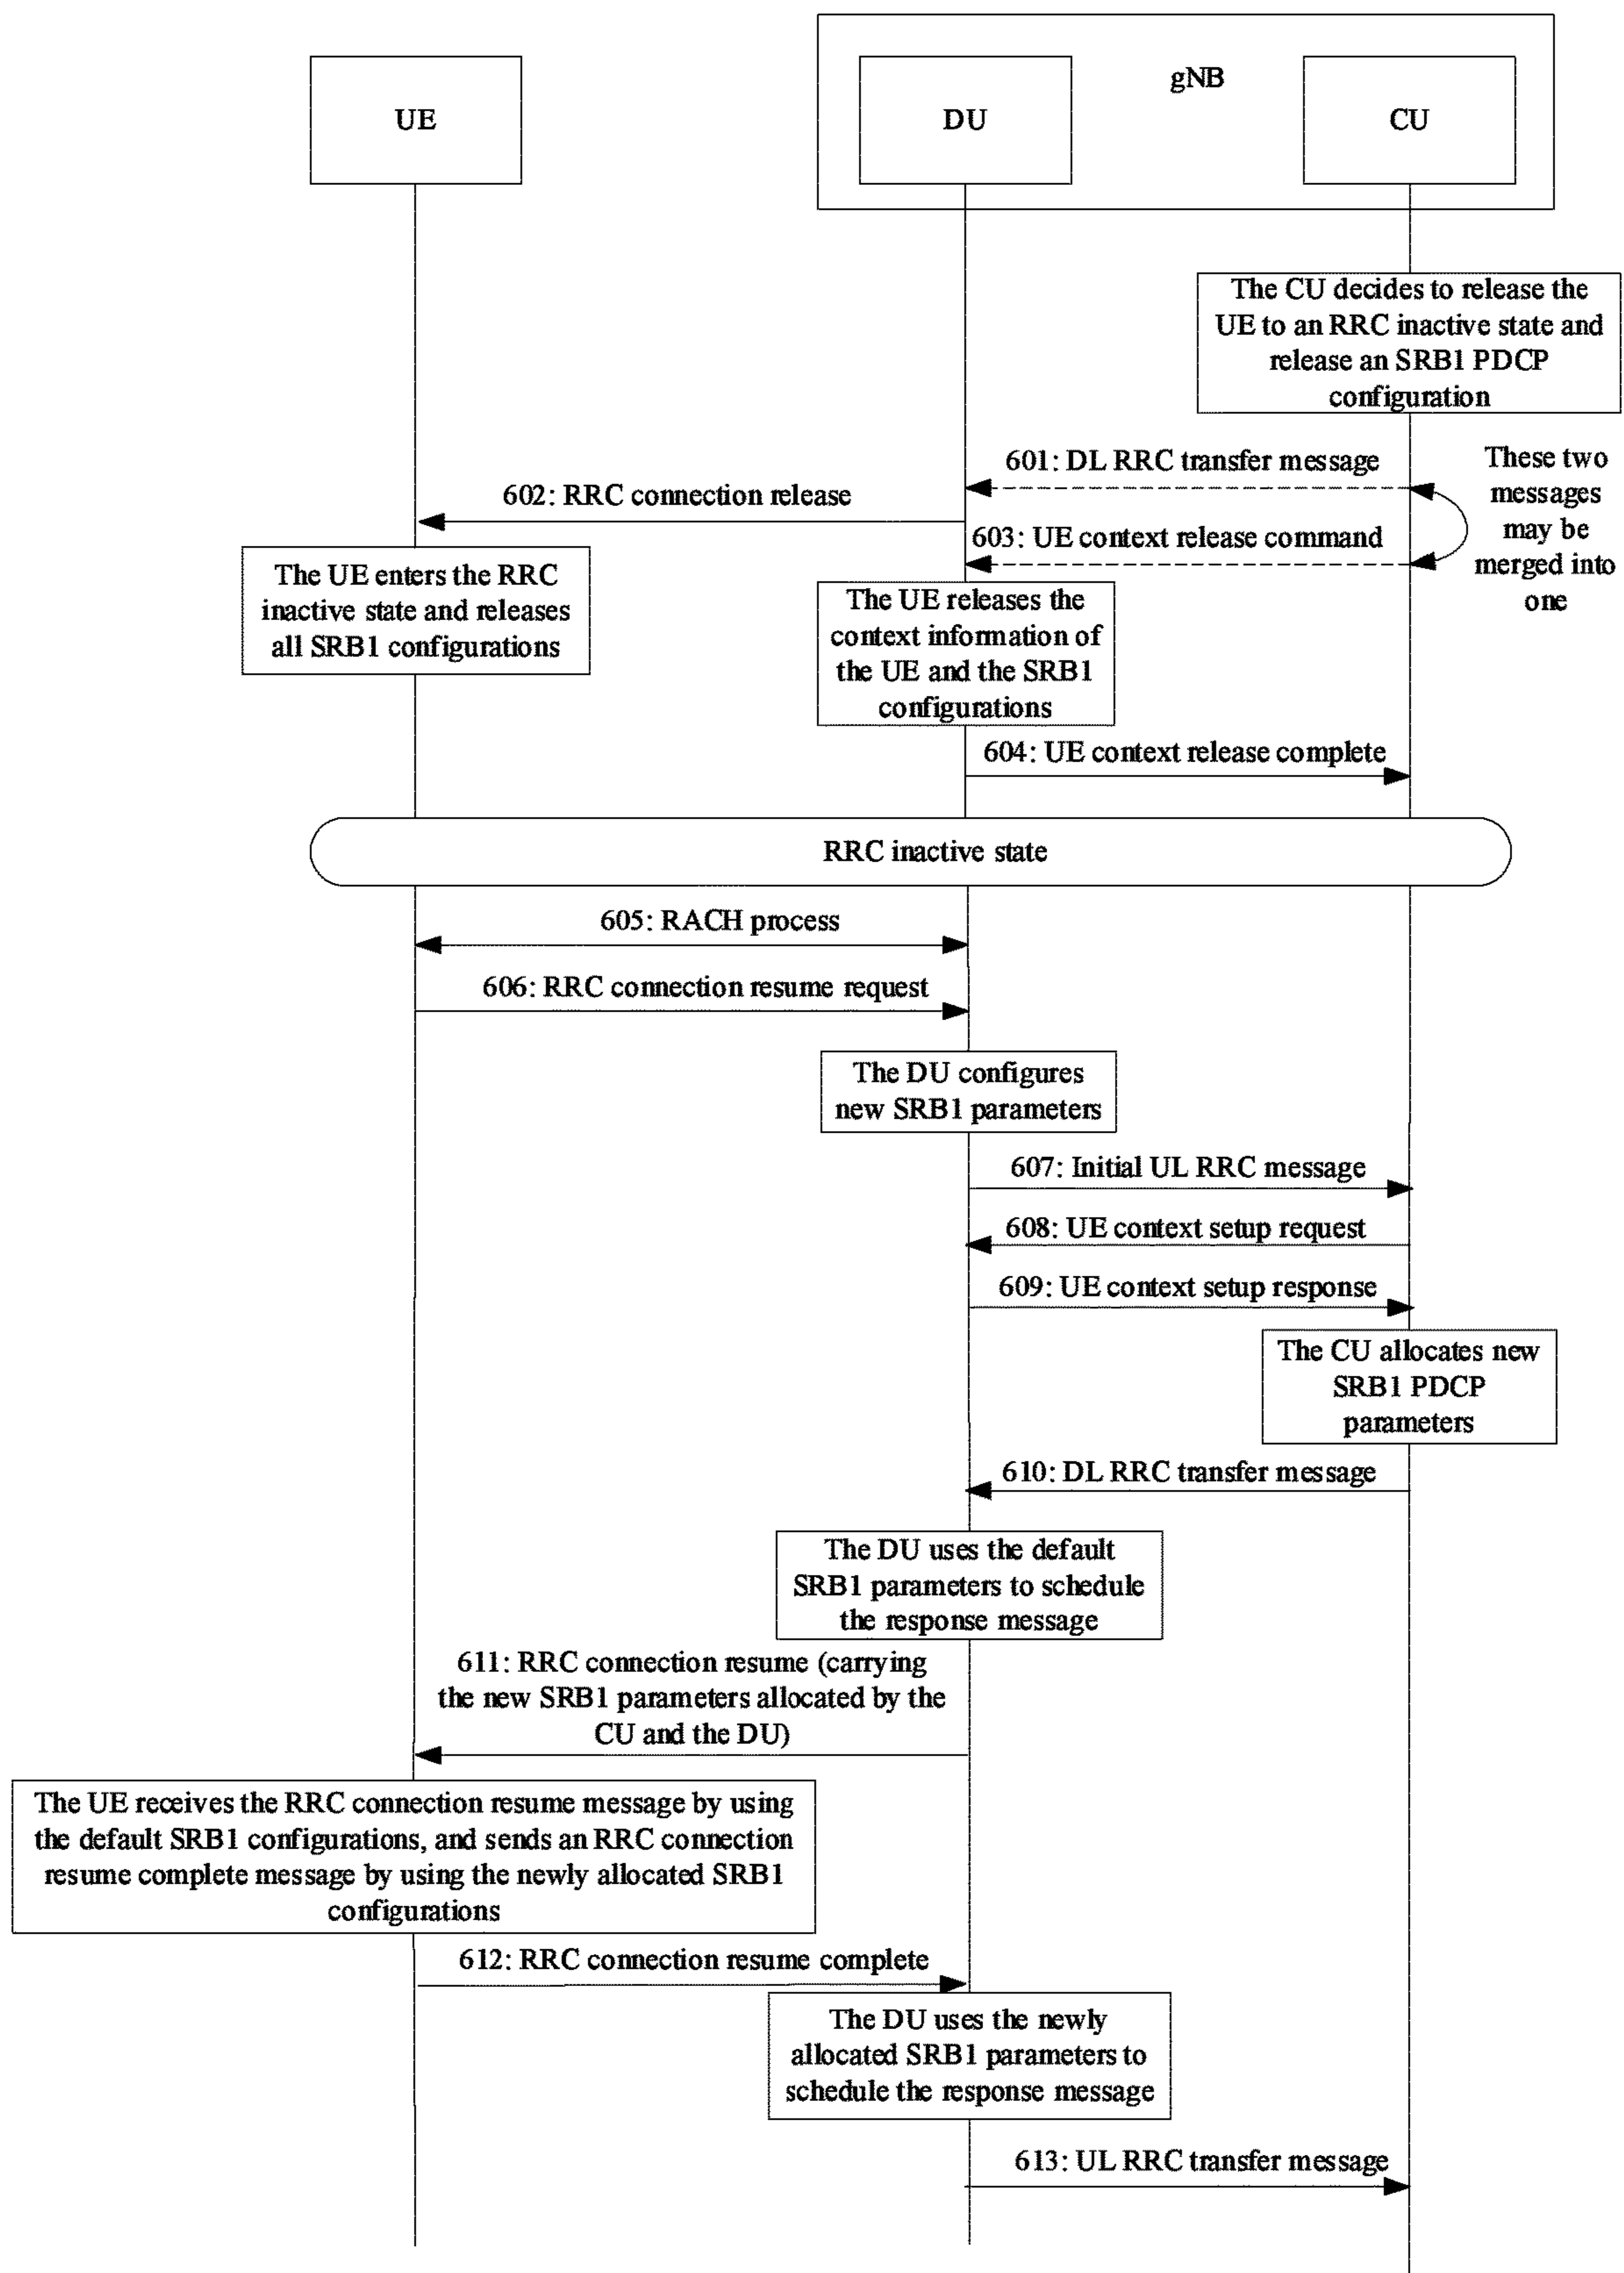 gNB
UE
DU
CU
The CU decides to release the
UE to an RRC inactive state and
release an SRB1 PDCP
configuration
601: DL RRC transfer message
These two
messages
may be
merged into
one
602: RRC connection release
603: UE context release command
The UE enters the RRC
inactive state and releases
all SRB1 configurations
The UE releases the
context information of
the UE and the SRB1
configurations
604: UE context release complete
RRC inactive state
605: RACH process
606: RRC connection resume request
The DU configures
new SRB1 parameters
607: Initial UL RRC message
608: UE context setup request
609: UE context setup response
The CU allocates new
SRB1 PDCP
parameters
610: DL RRC transfer message
The DU uses the default
SRB1 parameters to schedule
the response message
611: RRC connection resume (carrying
the new SRB1 parameters allocated by the
CU and the DU)
The UE receives the RRC connection resume message by using
the default SRB1 configurations, and sends an RRC connection
resume complete message by using the newly allocated SRB1
configurations
612: RRC connection resume complete
The DU uses the newly
allocated SRB1 parameters to
schedule the response message
613: UL RRC transfer message